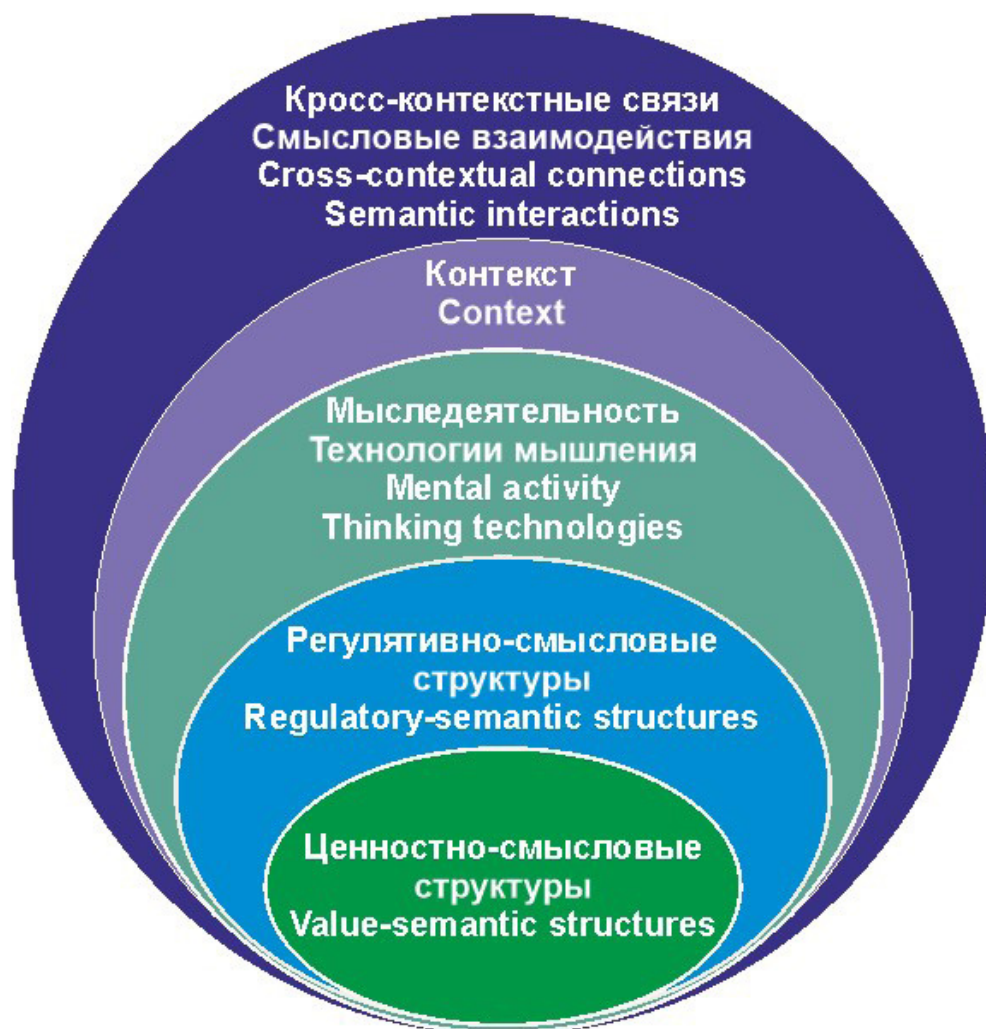 Кросс-контекстные связи
Смысловые взаимодействия
Cross-contextual connections
Semantic interactions
Контекст
Context
Мыследеятельность
Технологии мышления
Mental activity
Thinking technologies
Регулятивно-смысловые
структуры
Regulatory-semantic structures
Ценностно-смысловые
структуры
Value-semantic structures